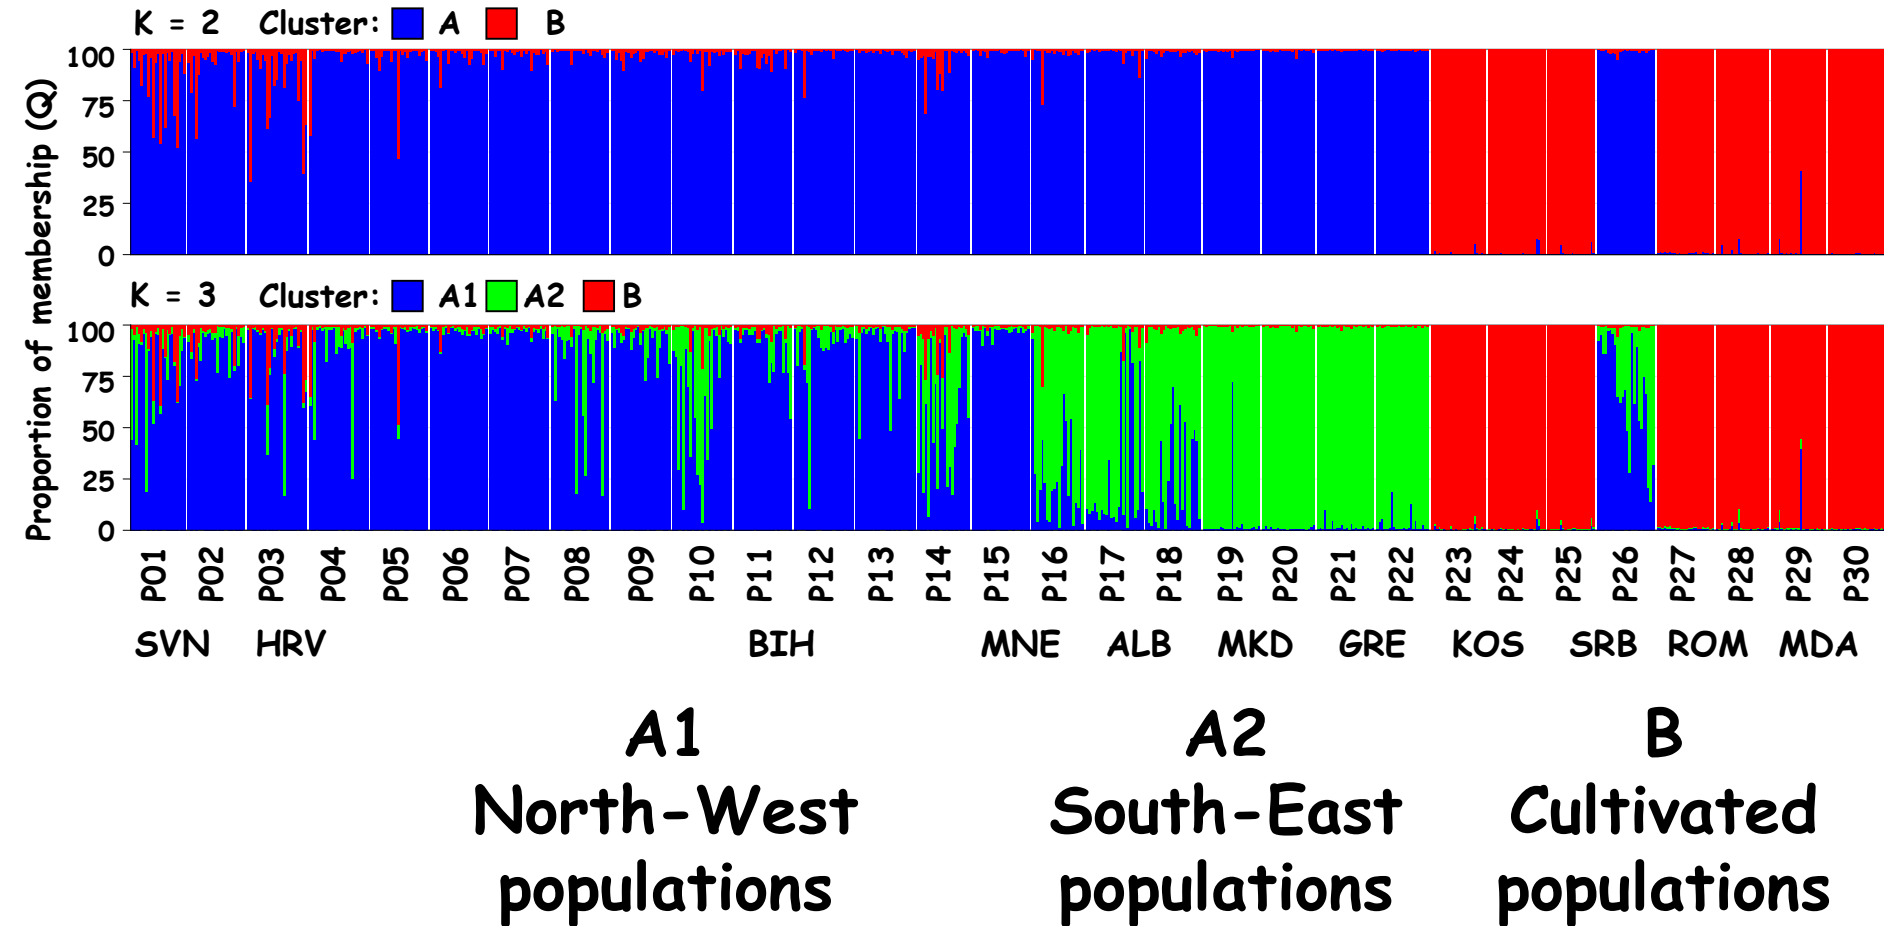 K = 2 Cluster: A B
100
75
50
25
0
Proportion of membership (Q)
K = 3 Cluster: A1 A2 B
100
75
50
25
0
P01 P02 P03 P04 P05 P06 P07 P08 P09 P10 P11 P12 P13 P14 P15 P16 P17 P18 P19 P20 P21 P22 P23 P24 P25 P26 P27 P28 P29 P30
SVN HRV BIH MNE ALB MKD GRE KOS SRB ROM MDA
A1 A2 B
North-West South-East Cultivated
populations populations populations